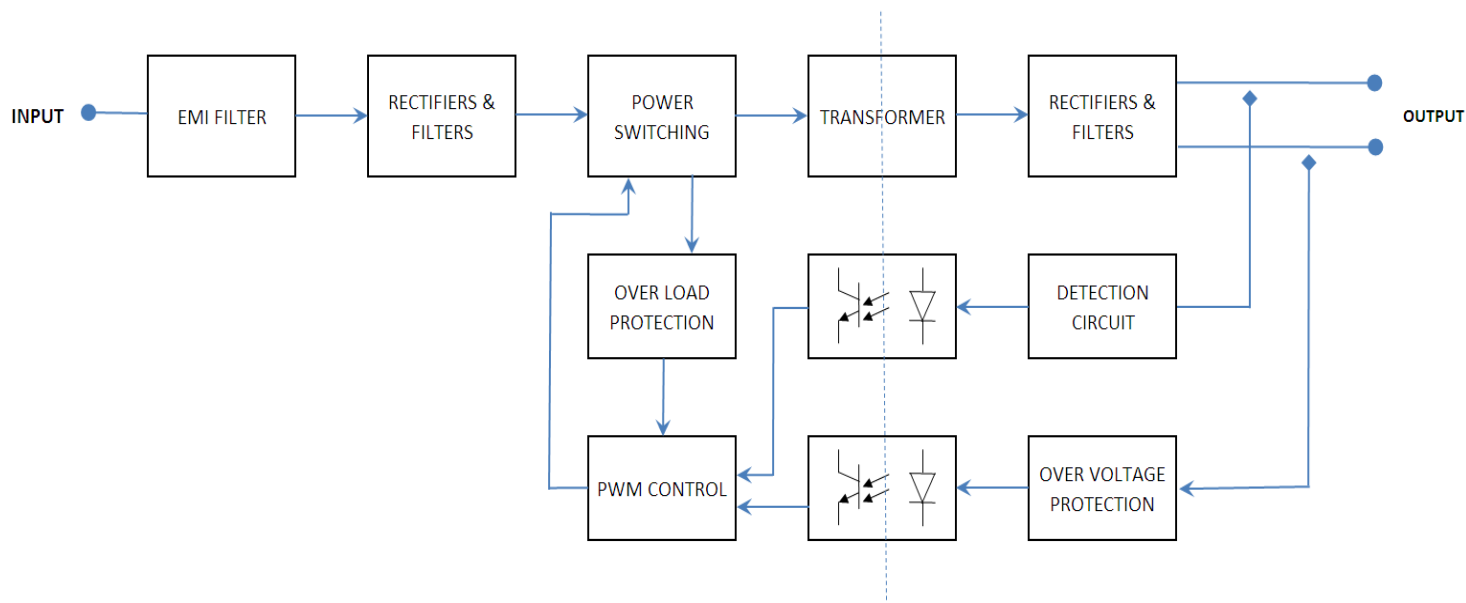 INPUT
EMI FILTER
RECTIFIERS &
FILTERS
POWER
SWITCHING
TRANSFORMER
RECTIFIERS &
FILTERS
OUTPUT
OVER LOAD
PROTECTION
DETECTION
CIRCUIT
PWM CONTROL
OVER VOLTAGE
PROTECTION